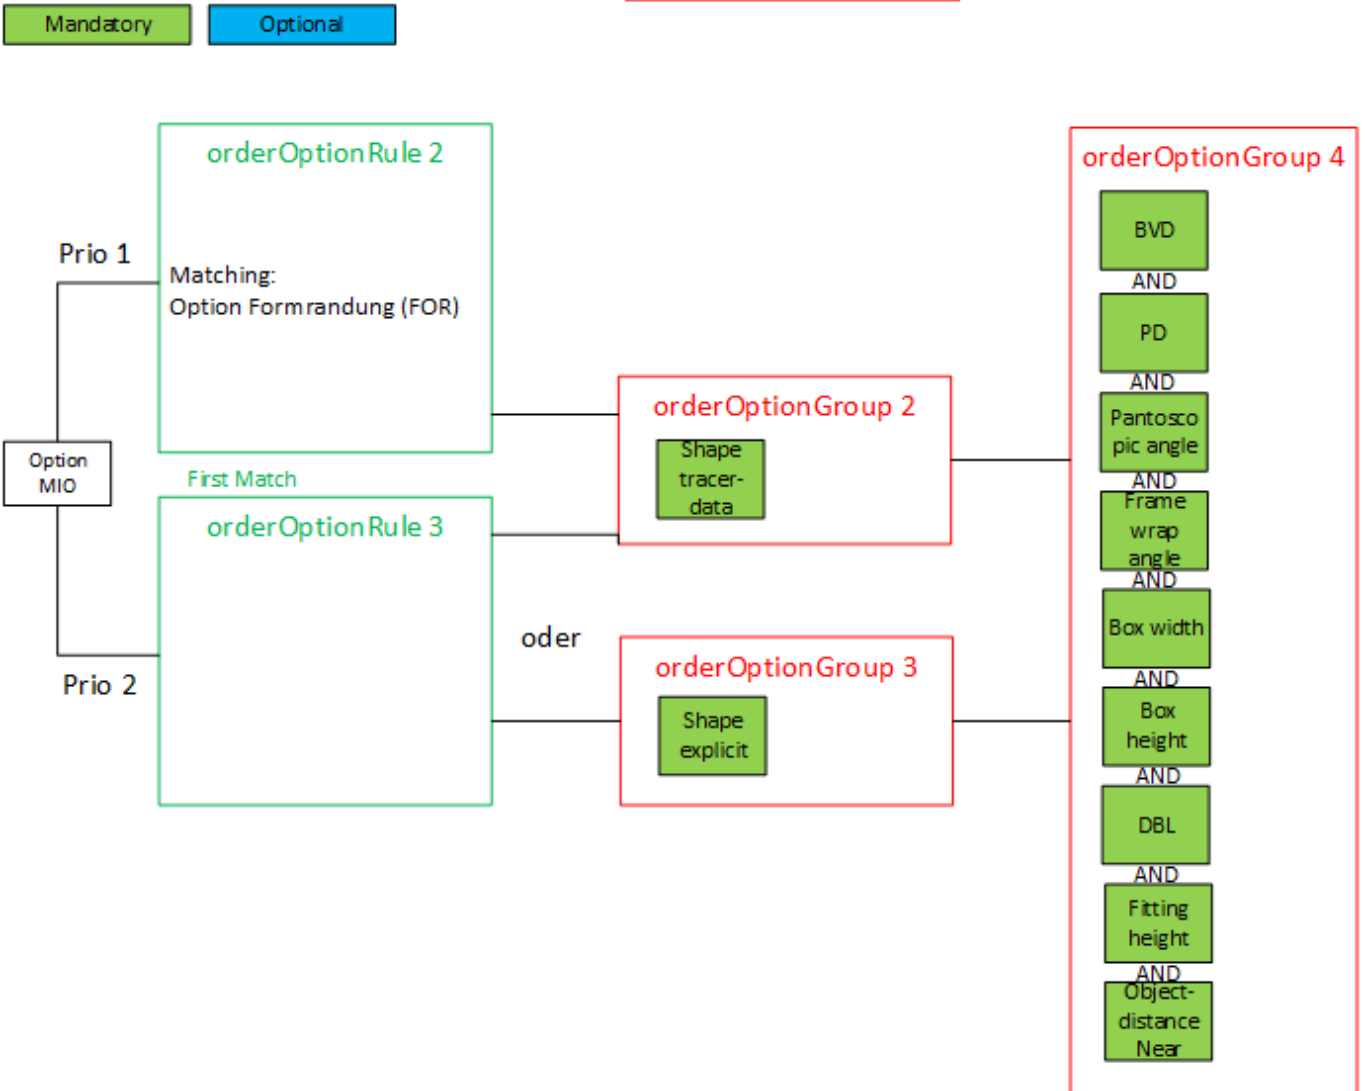 Mandatory
Optional
orderOptionRule 2
Prio 1
Matching:
Option Formrandung (FOR)
Option
MIO
First Match
orderOptionRule 3
Prio 2
oder
orderOptionGroup 2
Shape
tracer-
data
orderOptionGroup 3
Shape
explicit
orderOptionGroup 4
BVD
AND
PD
AND
Pantosco
pic angle
AND
Frame
wrap
angle
AND
Box width
AND
Box
height
AND
DBL
AND
Fitting
height
AND
Object-
distance
Near